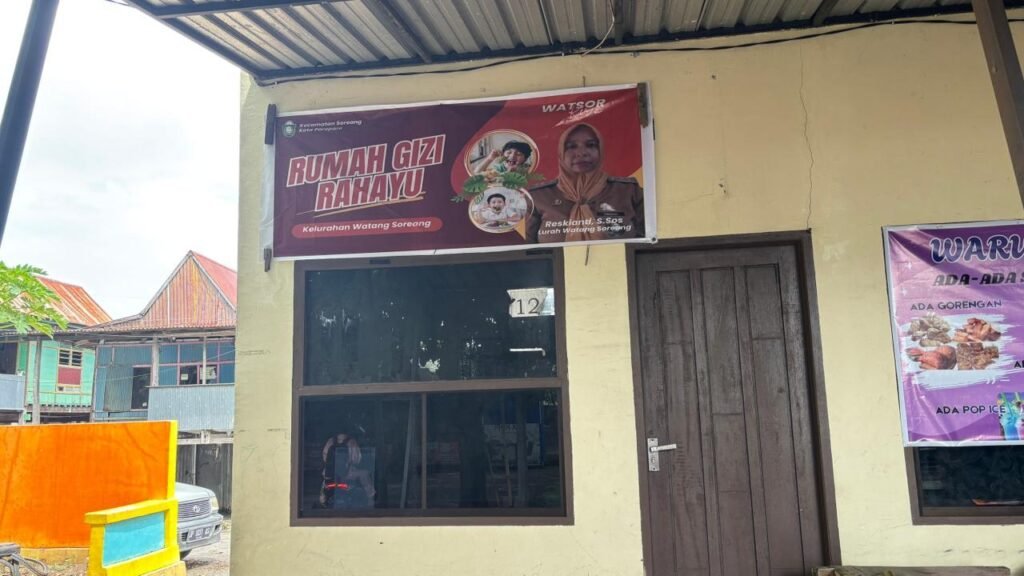 Kecamatan Soreang
Kota Parepare
WATSOR
RUMAH GIZI
RAHAYU
Kelurahan Watang Soreang
Reskianti, S.Sos
Lurah Watang Soreang
12
WARU
ADA-ADA
ADA GORENGAN
ADA POP ICE